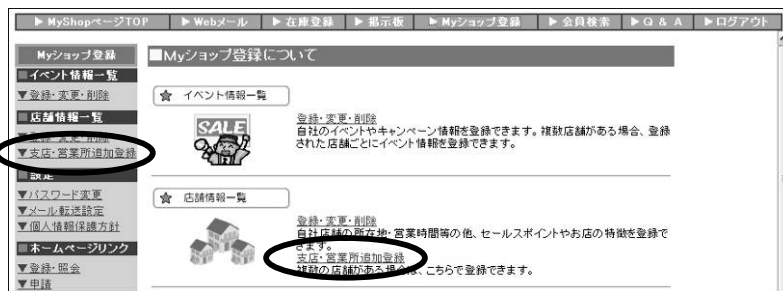 ▶ MyShopページTOP ▶ Webメール ▶ 在庫登録 ▶ 掲示板 ▶ Myショップ登録 ▶ 会員検索 ▶ Q & A ▶ ログアウト
Myショップ登録
■イベント情報一覧
▼登録・変更・削除
■店舗情報一覧
▼登録・変更・削除
▼支店・営業所追加登録
■設定
▼パスワード変更
▼メール転送設定
▼個人情報保護方針
■ホームページリンク
▼登録・照会
▼申請
■Myショップ登録について
☆ イベント情報一覧
SALE
登録・変更・削除
自社のイベントやキャンペーン情報を登録できます。複数店舗がある場合、登録
された店舗ごとにイベント情報を登録できます。
☆ 店舗情報一覧
登録・変更・削除
自社店舗の所在地・営業時間等の他、セールスポイントやお店の特徴を登録で
きます。
支店・営業所追加登録
複数の店舗がある場合は、こちらで登録できます。